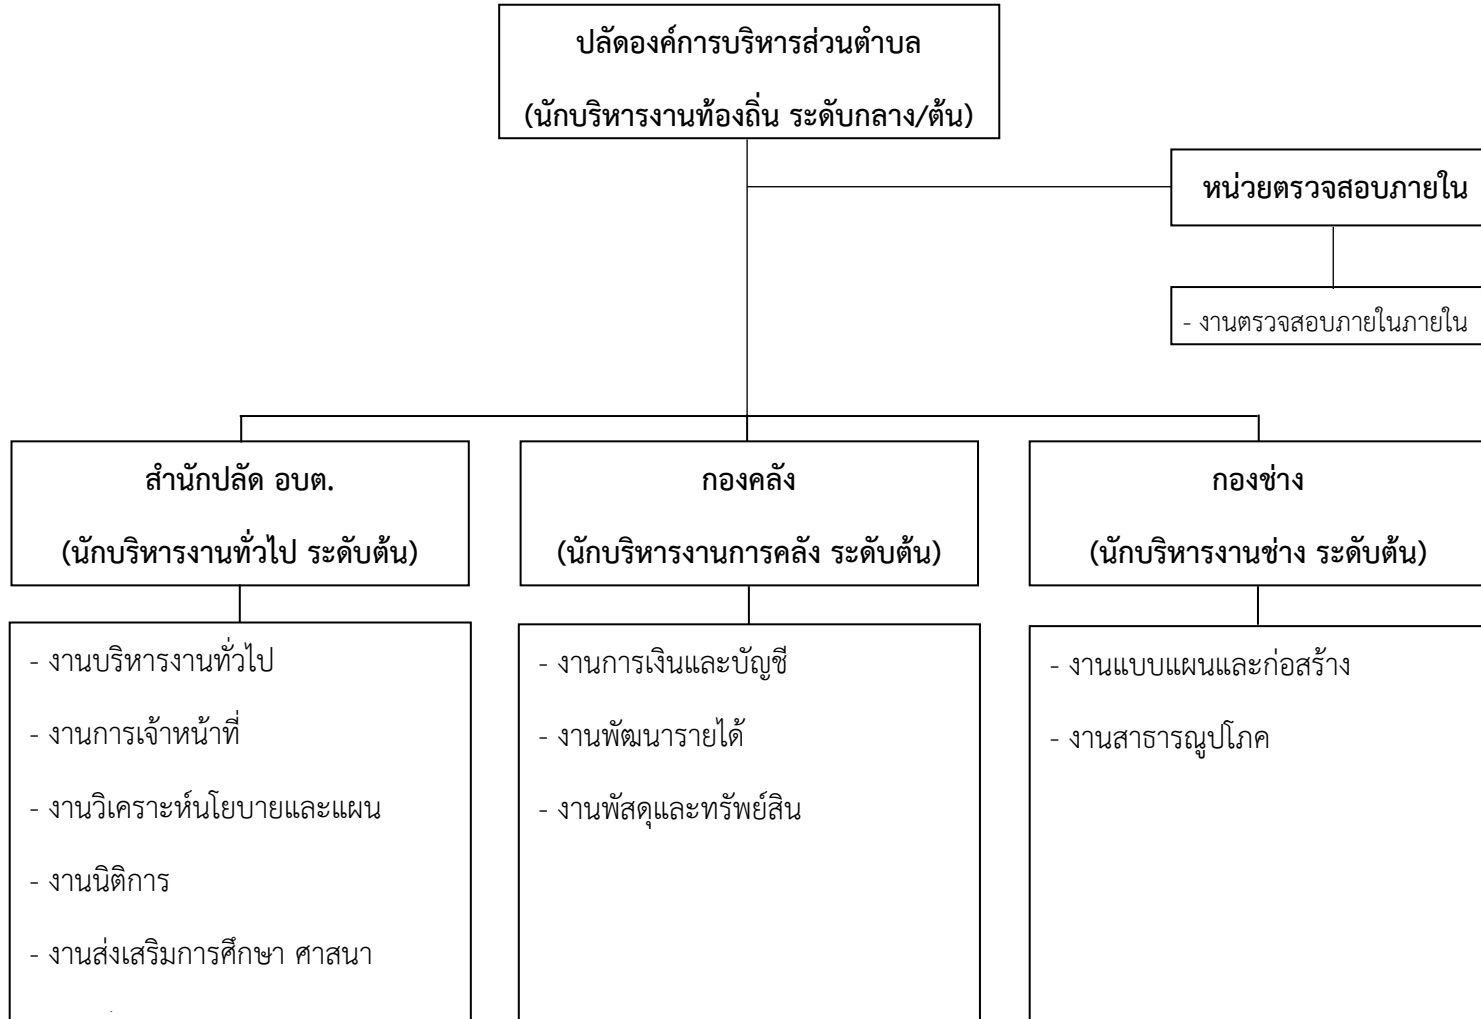 ปลัดองค์การบริหารส่วนตำบล
(นักบริหารงานท้องถิ่น ระดับกลาง/ต้น)
หน่วยตรวจสอบภายใน
- งานตรวจสอบภายในภายใน
สำนักปลัด อบต.
(นักบริหารงานทั่วไป ระดับต้น)
- งานบริหารงานทั่วไป
- งานการเจ้าหน้าที่
- งานวิเคราะห์นโยบายและแผน
- งานนิติการ
- งานส่งเสริมการศึกษา ศาสนา
กองคลัง
(นักบริหารงานการคลัง ระดับต้น)
- งานการเงินและบัญชี
- งานพัฒนารายได้
- งานพัสดุและทรัพย์สิน
กองช่าง
(นักบริหารงานช่าง ระดับต้น)
- งานแบบแผนและก่อสร้าง
- งานสาธารณูปโภค